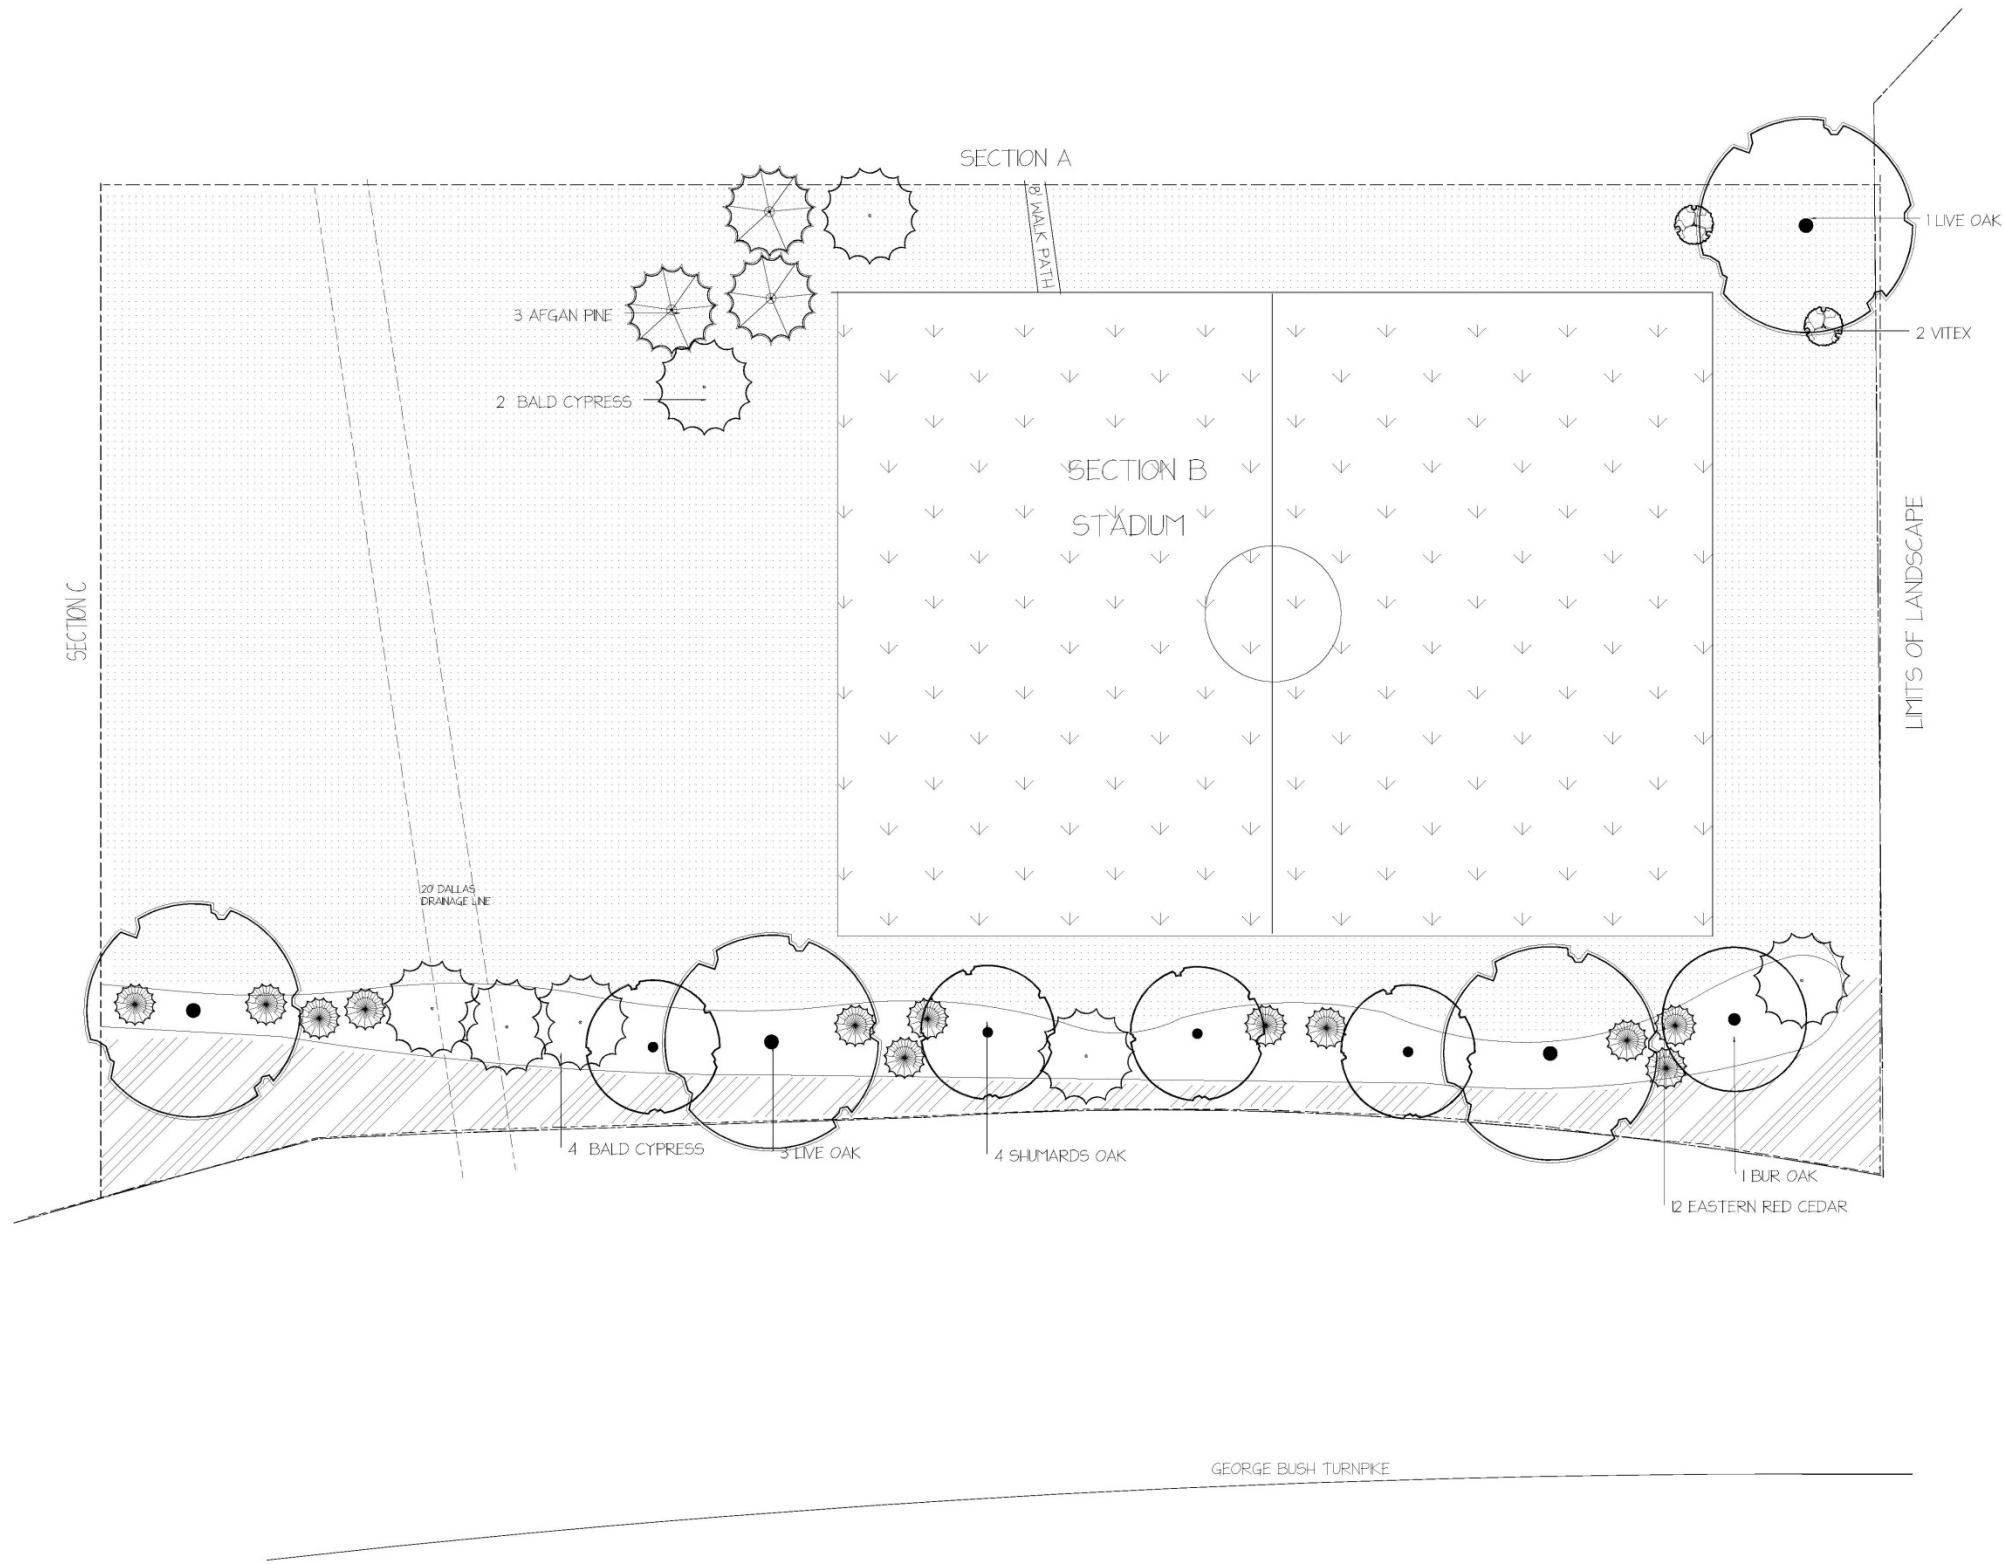 SECTION A
8' WALK PATH
1 LIVE OAK
3 AFGAN PINE
2 VITEX
2 BALD CYPRESS
SECTION B
STADIUM
SECTION C
LIMITS OF LANDSCAPE
20' DALLAS
DRAINAGE LINE
4 BALD CYPRESS
3 LIVE OAK
4 SHUMARDS OAK
1 BUR OAK
12 EASTERN RED CEDAR
GEORGE BUSH TURNPIKE